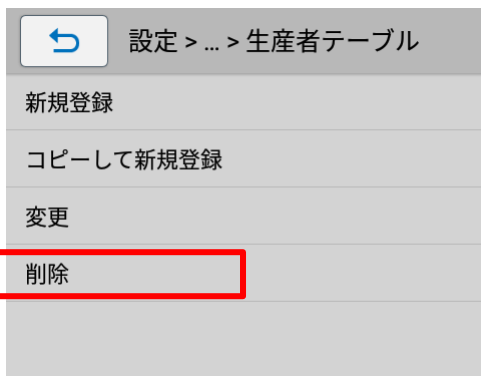 設定 > ... > 生産者テーブル
新規登録
コピーして新規登録
変更
削除